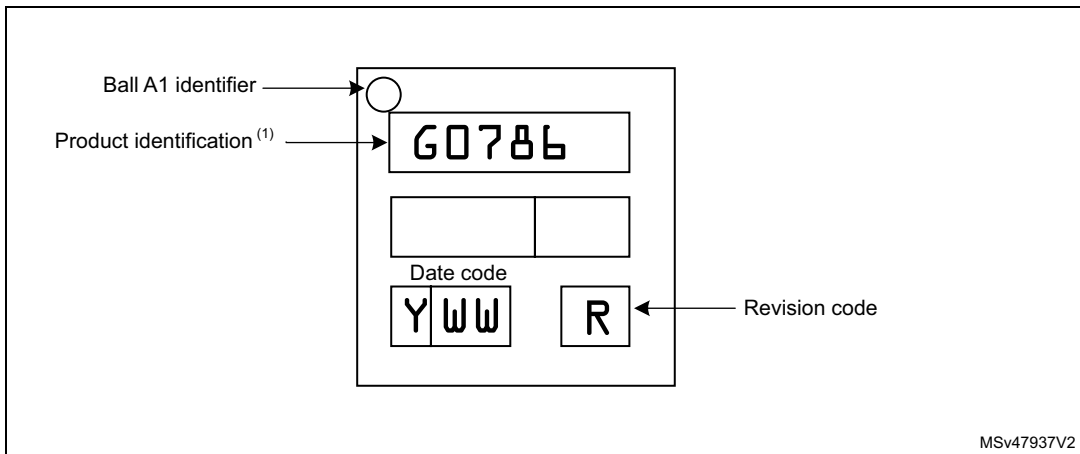 Ball A1 identifier
Product identification (1)
G0786
Date code
Y WW
R
Revision code
MSv47937V2